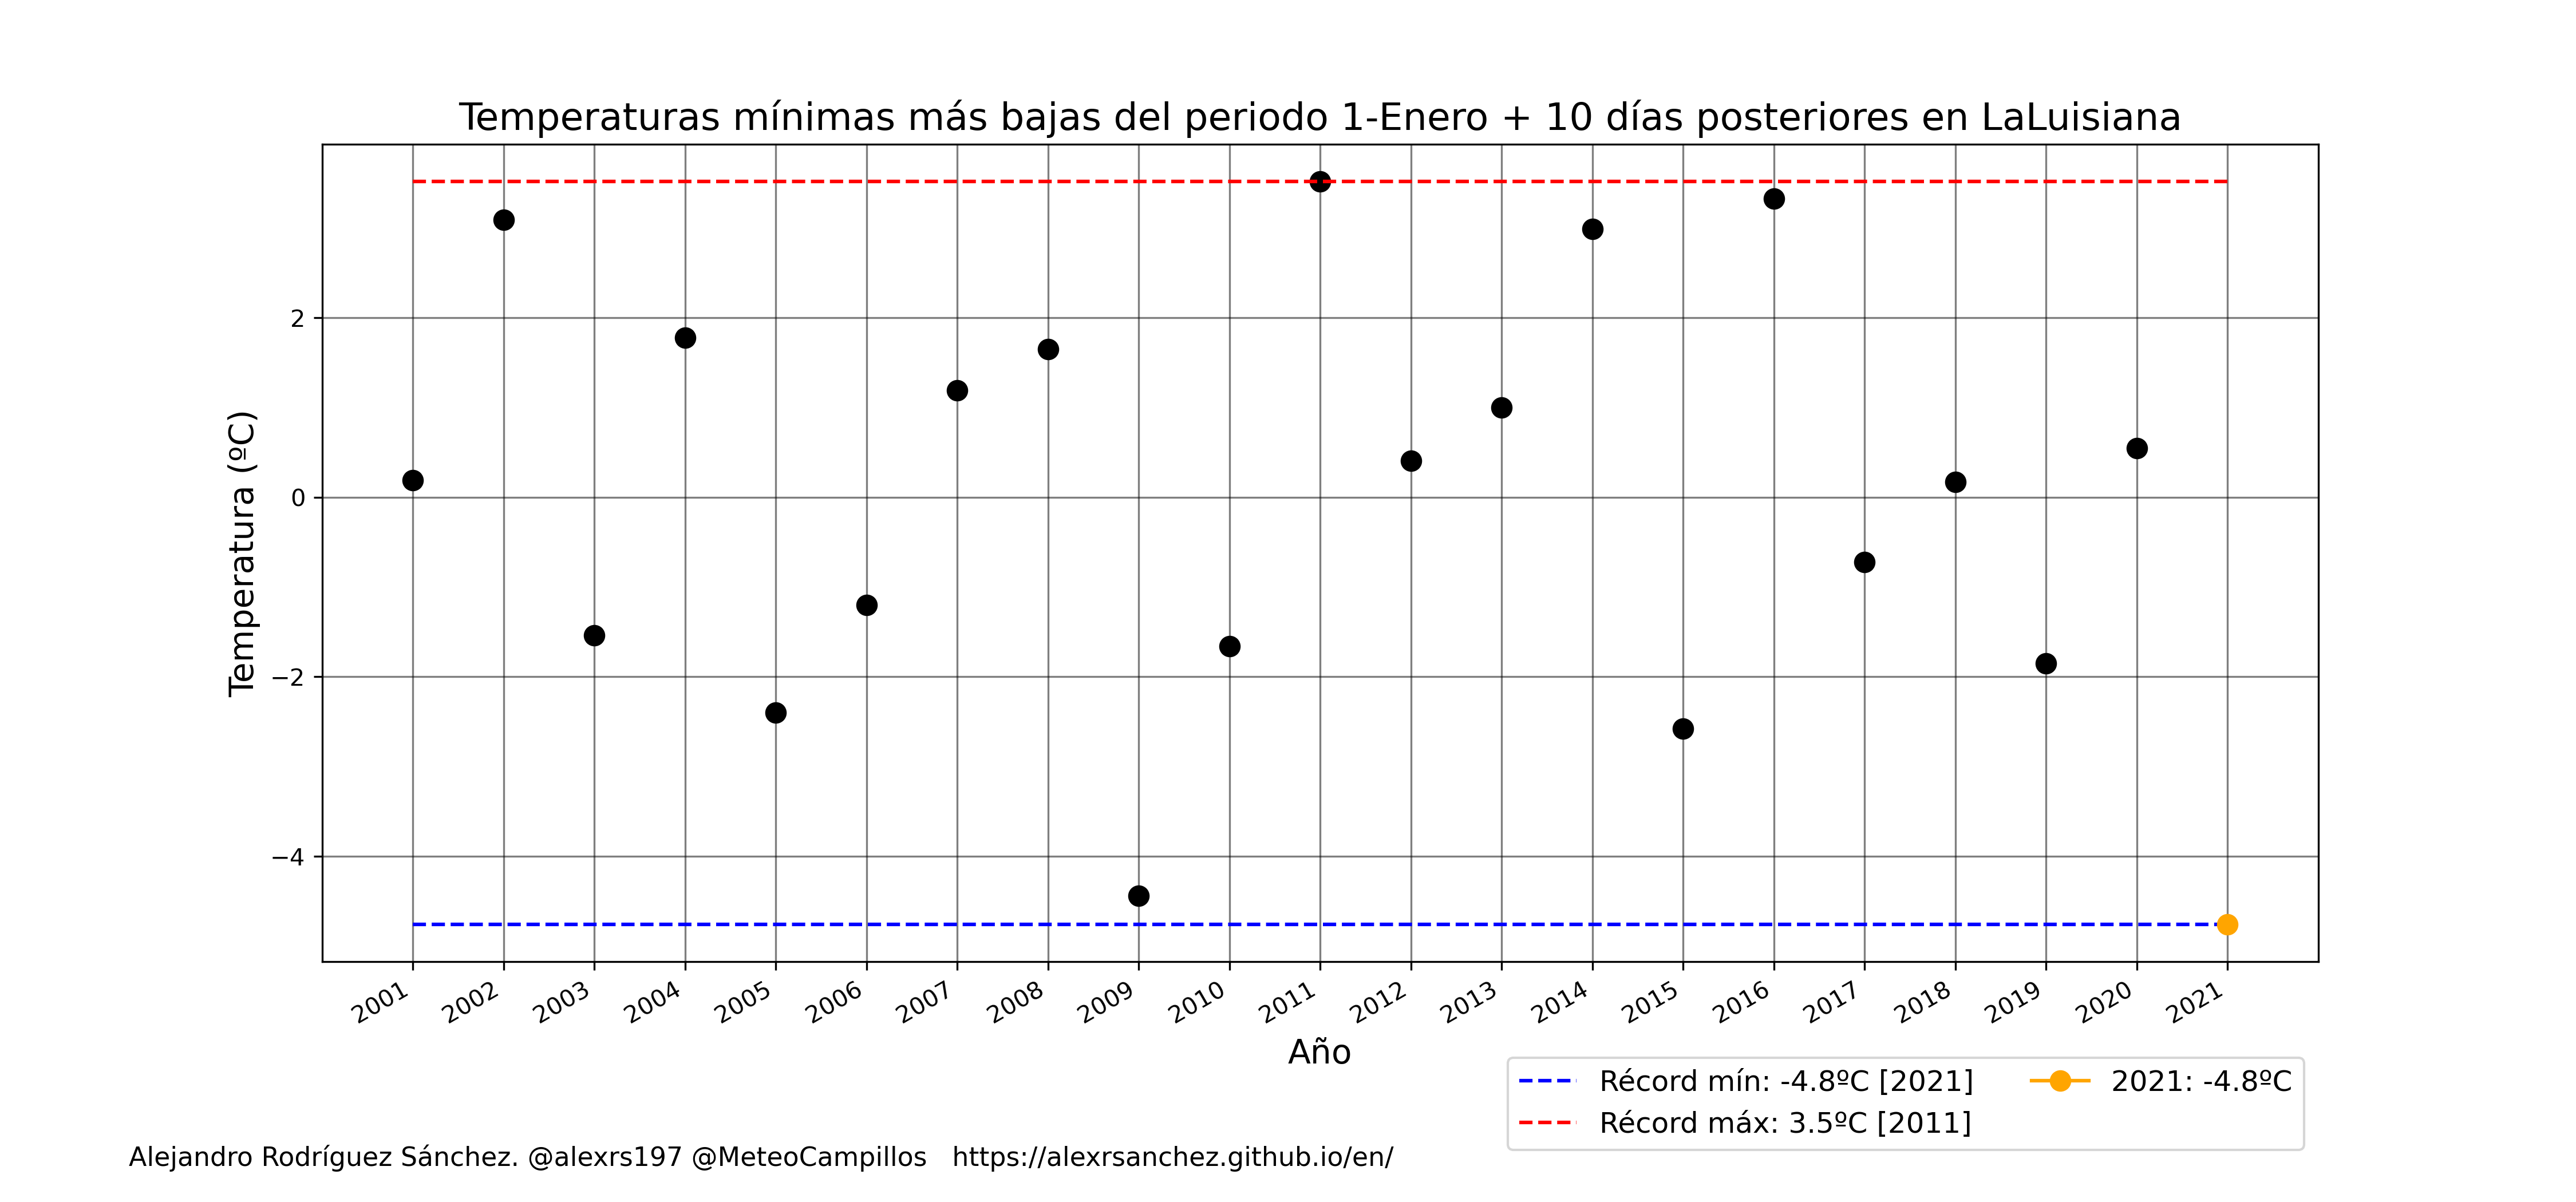 Temperaturas mínimas más bajas del periodo 1-Enero + 10 días posteriores en LaLuisiana
Temperatura (ºC)
2
0
−2
−4
2001 2002 2003 2004 2005 2006 2007 2008 2009 2010 2011 2012 2013 2014 2015 2016 2017 2018 2019 2020 2021
Año
Récord mín: -4.8ºC [2021]
Récord máx: 3.5ºC [2011]
2021: -4.8ºC
Alejandro Rodríguez Sánchez. @alexrs197 @MeteoCampillos https://alexrsanchez.github.io/en/